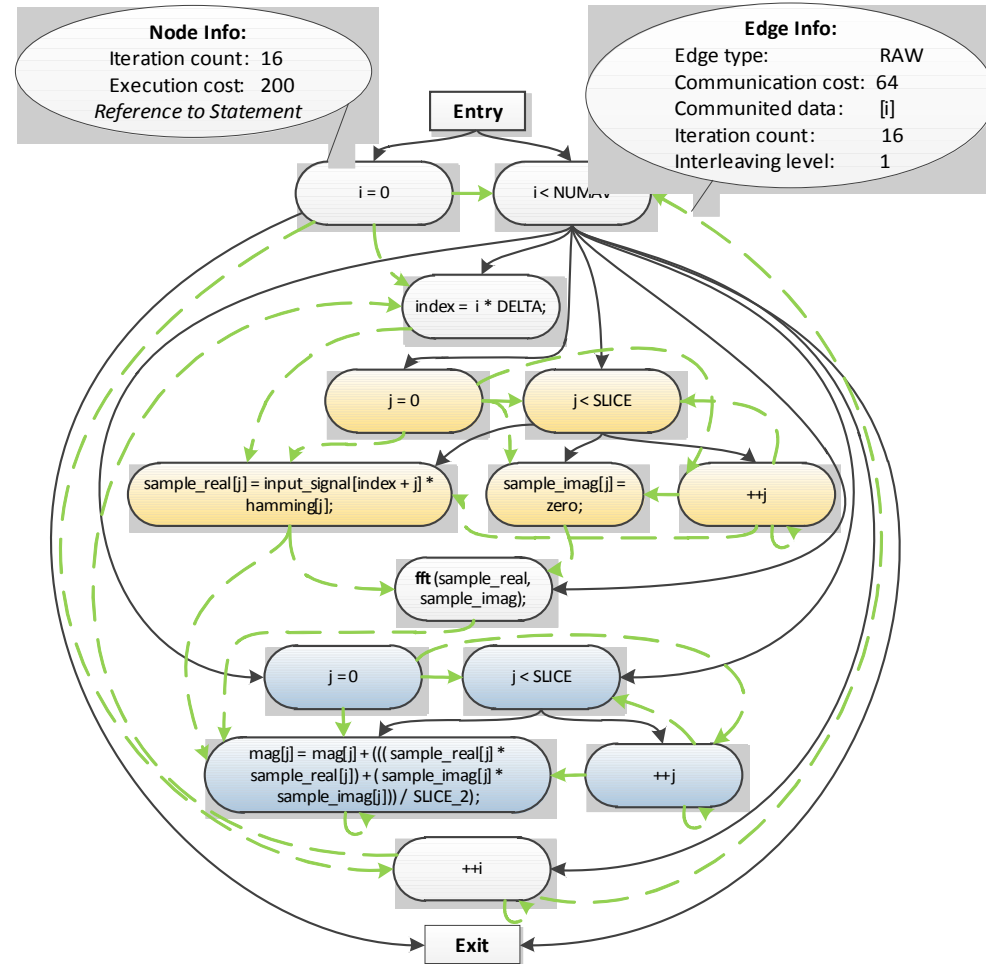 Node Info:
Iteration count: 16
Execution cost: 200
Reference to Statement
Edge Info:
Edge type: RAW
Communication cost: 64
Communited data: [i]
Iteration count: 16
Interleaving level: 1
Entry
i = 0
i < NUMAV
index = i * DELTA;
j = 0
j < SLICE
sample_real[j] = input_signal[index + j] *
hamming[j];
sample_imag[j] =
zero;
++j
fft (sample_real,
sample_imag);
j = 0
j < SLICE
mag[j] = mag[j] + ((( sample_real[j] *
sample_real[j]) + ( sample_imag[j] *
sample_imag[j])) / SLICE_2);
++j
++i
Exit